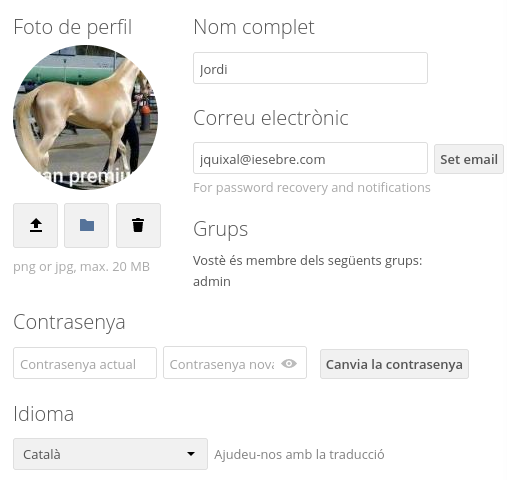 Foto de perfil
Nom complet
Jordi
Correu electrònic
jquixal@iesebre.com
Set email
For password recovery and notifications
png or jpg, max. 20 MB
Grups
Vostè és membre dels següents grups:
admin
Contrasenya
Contrasenya actual
Contrasenya nova
Canvia la contrasenya
Idioma
Català
Ajudeu-nos amb la traducció